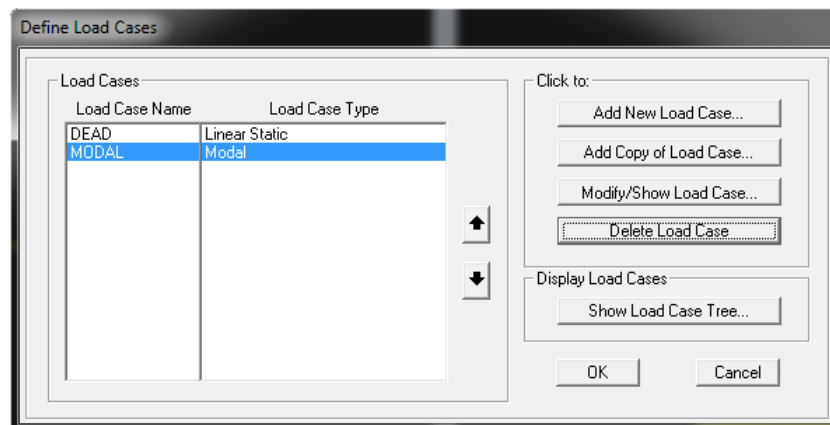 Define Load Cases
Load Cases
Load Case Name Load Case Type
DEAD Linear Static
MODAL Modal
Click to:
Add New Load Case...
Add Copy of Load Case...
Modify/Show Load Case...
Delete Load Case
Display Load Cases
Show Load Case Tree...
OK Cancel